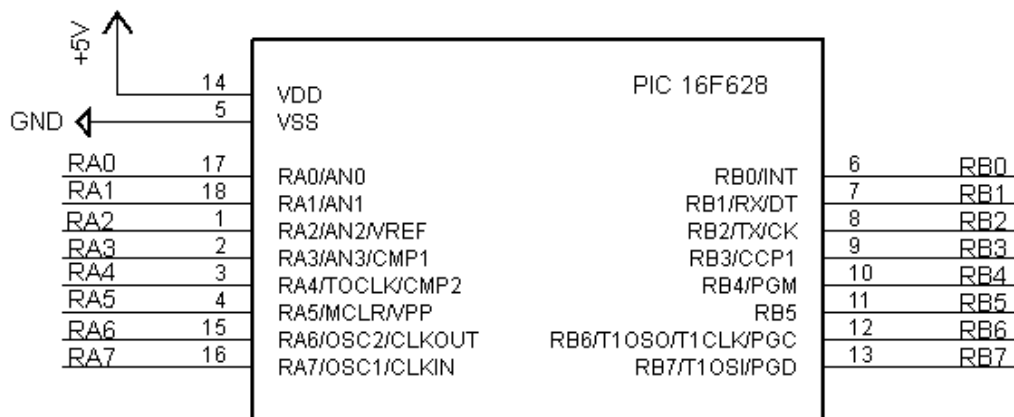 +5V
PIC 16F628
14 VDD
GND 5 VSS
RA0 17 RA0/AN0 RB0/INT 6 RB0
RA1 18 RA1/AN1 RB1/RX/DT 7 RB1
RA2 1 RA2/AN2/VREF RB2/TX/CK 8 RB2
RA3 2 RA3/AN3/CMP1 RB3/CCP1 9 RB3
RA4 3 RA4/TOCLK/CMP2 RB4/PGM 10 RB4
RA5 4 RA5/MCLR/VPP RB5 11 RB5
RA6 15 RA6/OSC2/CLKOUT RB6/T1OSO/T1CLK/PGC 12 RB6
RA7 16 RA7/OSC1/CLKIN RB7/T1OSI/PGD 13 RB7